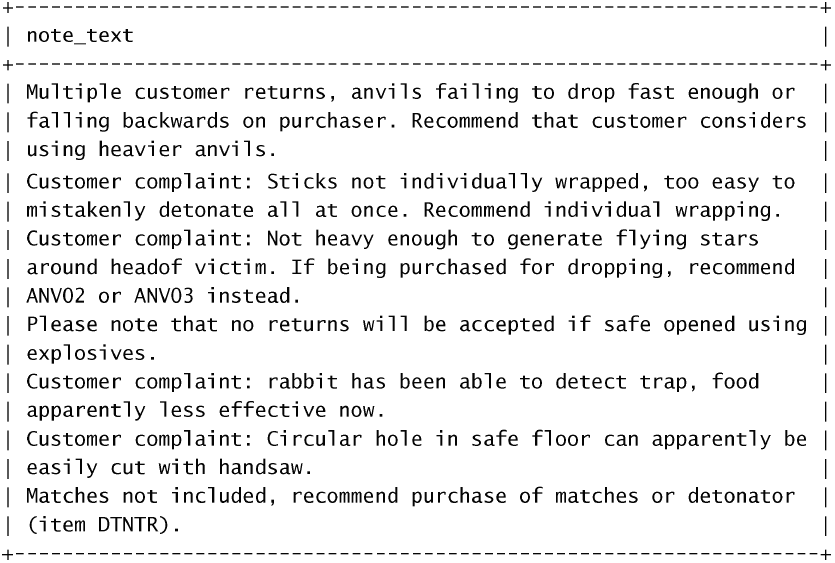 +----------------------------------------------------------------------+
| note_text |
+----------------------------------------------------------------------+
| Multiple customer returns, anvils failing to drop fast enough or |
| falling backwards on purchaser. Recommend that customer considers |
| using heavier anvils. |
| Customer complaint: Sticks not individually wrapped, too easy to |
| mistakenly detonate all at once. Recommend individual wrapping. |
| Customer complaint: Not heavy enough to generate flying stars |
| around headof victim. If being purchased for dropping, recommend |
| ANV02 or ANV03 instead. |
| Please note that no returns will be accepted if safe opened using |
| explosives. |
| Customer complaint: rabbit has been able to detect trap, food |
| apparently less effective now. |
| Customer complaint: Circular hole in safe floor can apparently be |
| easily cut with handsaw. |
| Matches not included, recommend purchase of matches or detonator |
| (item DTNTR). |
+----------------------------------------------------------------------+